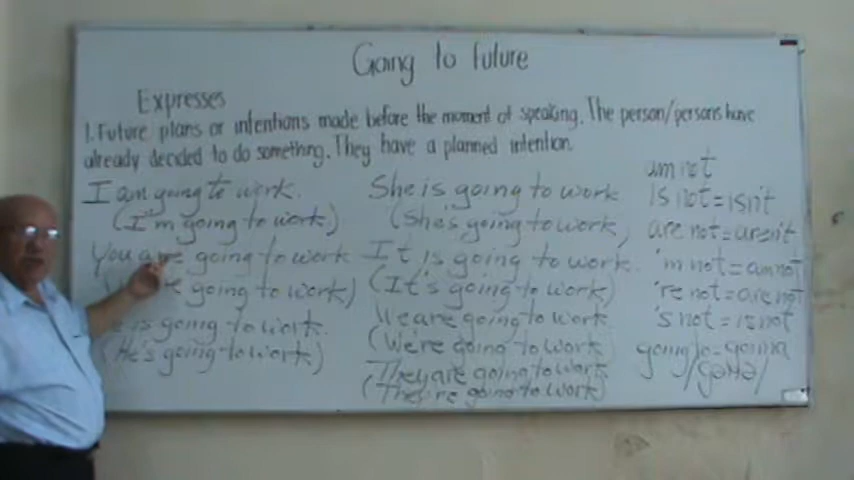 Going to future
Expresses
1. Future plans or intentions made before the moment of speaking. The person/persons have
already decided to do something. They have a planned intention.
I am going to work.
(I'm going to work)
You are going to work
re going to work)
e is going to work.
(He's going to work)
She is going to work
(She's going to work,
It is going to work.
(It's going to work)
We are going to work
(We're going to work)
They are going to work
(They're going to work)
am not
is not = isn't
are not = aren't
'm not = am not
're not = are not
's not = is not
going to = gonna